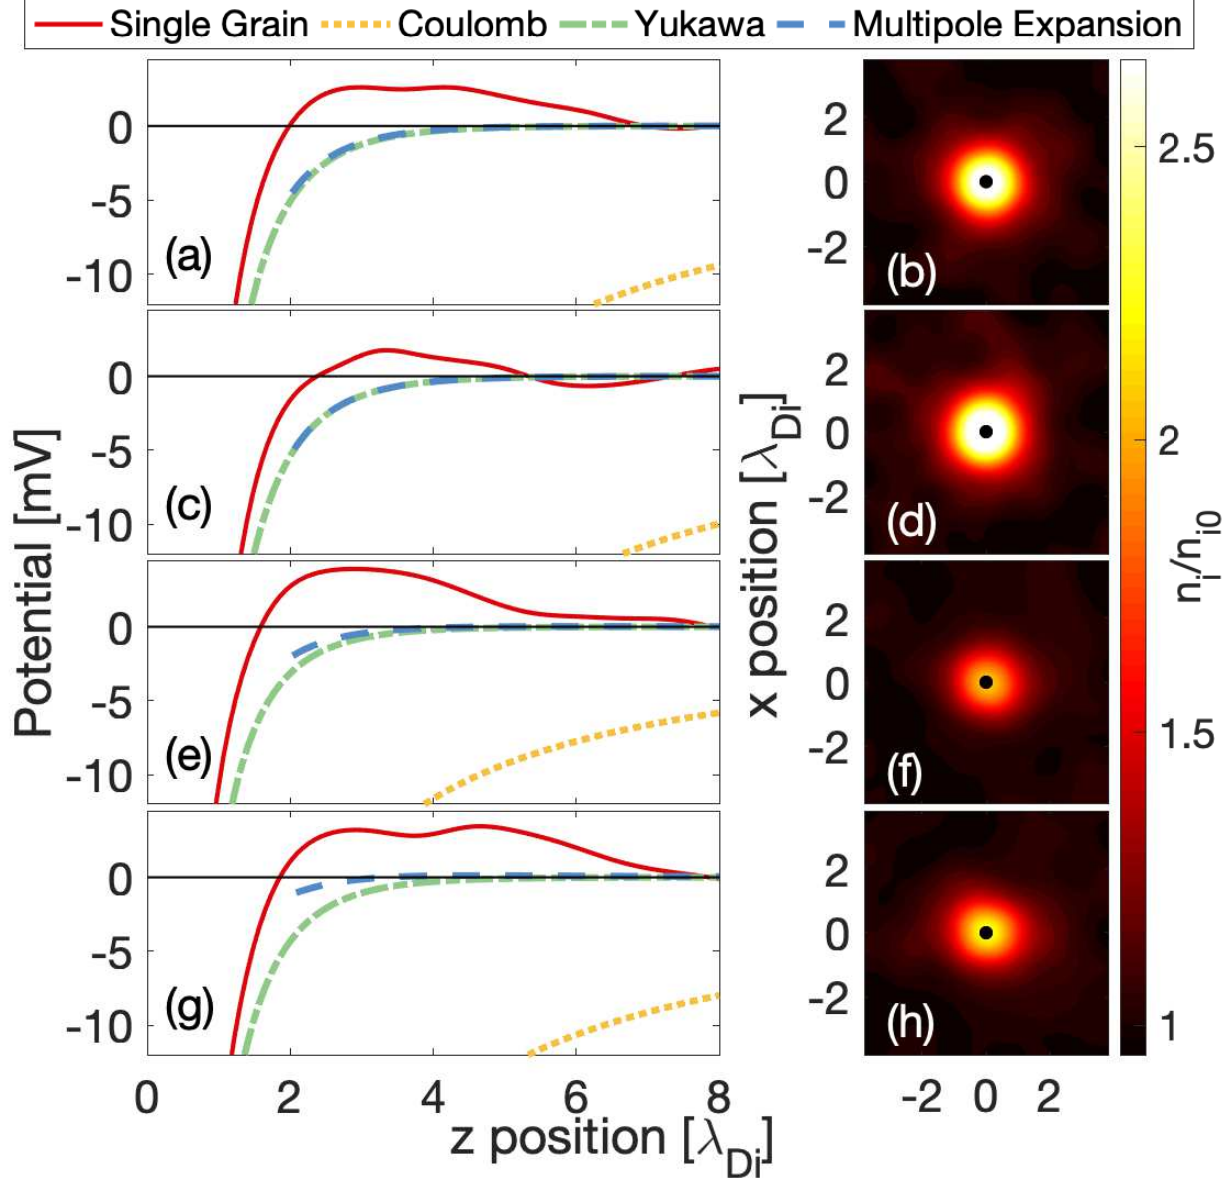 Single Grain Coulomb Yukawa Multipole Expansion
Potential [mV]
0
-5
-10
(a)
0
-5
-10
(c)
0
-5
-10
(e)
0
-5
-10
(g)
0 2 4 6 8
z position [λDi]
x position [λDi]
2
0
-2
(b)
2
0
-2
(d)
2
0
-2
(f)
2
0
-2
(h)
-2 0 2
2.5
2
1.5
1
ni/ni0